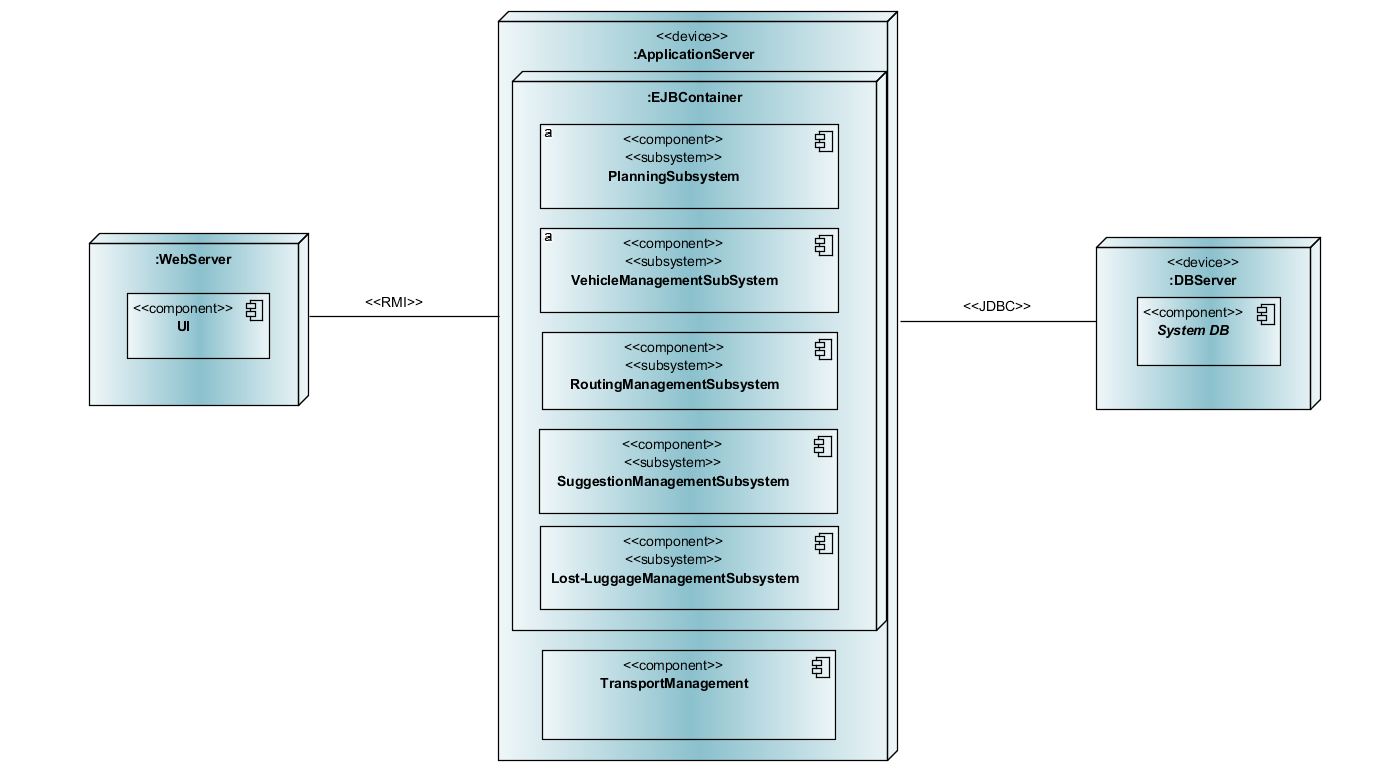 <<device>>
:ApplicationServer
:EJBContainer
a
<<component>>
<<subsystem>>
PlanningSubsystem
a
<<component>>
<<subsystem>>
VehicleManagementSubSystem
<<component>>
<<subsystem>>
RoutingManagementSubsystem
<<component>>
<<subsystem>>
SuggestionManagementSubsystem
<<component>>
<<subsystem>>
Lost-LuggageManagementSubsystem
<<component>>
TransportManagement
:WebServer
<<component>>
UI
<<RMI>>
<<JDBC>>
<<device>>
:DBServer
<<component>>
System DB